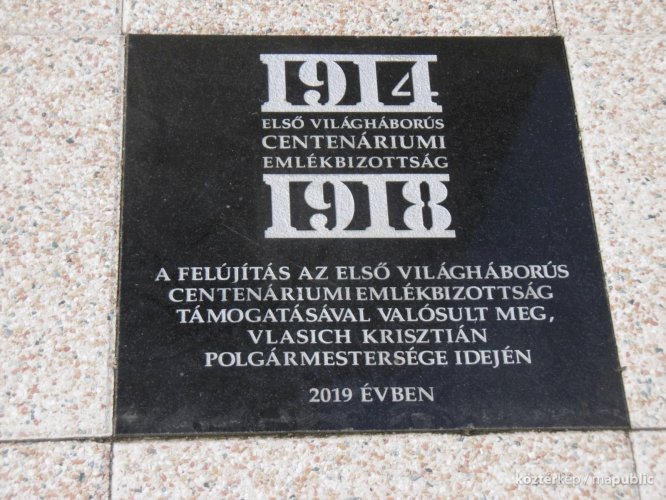 1914
ELSŐ VILÁGHÁBORÚS
CENTENÁRIUMI
EMLÉKBIZOTTSÁG
1918
A FELÚJÍTÁS AZ ELSŐ VILÁGHÁBORÚS
CENTENÁRIUMI EMLÉKBIZOTTSÁG
TÁMOGATÁSÁVAL VALÓSULT MEG,
VLASICH KRISZTIÁN
POLGÁRMESTERSÉGE IDEJÉN
2019 ÉVBEN
köztérkép / mapublic